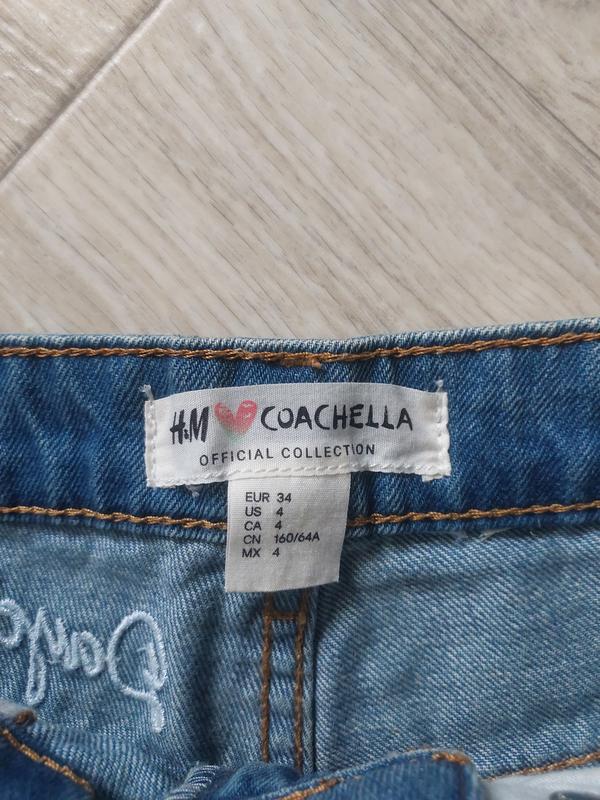 H&M COACHELLA
OFFICIAL COLLECTION
EUR 34
US 4
CA 4
CN 160/64A
MX 4